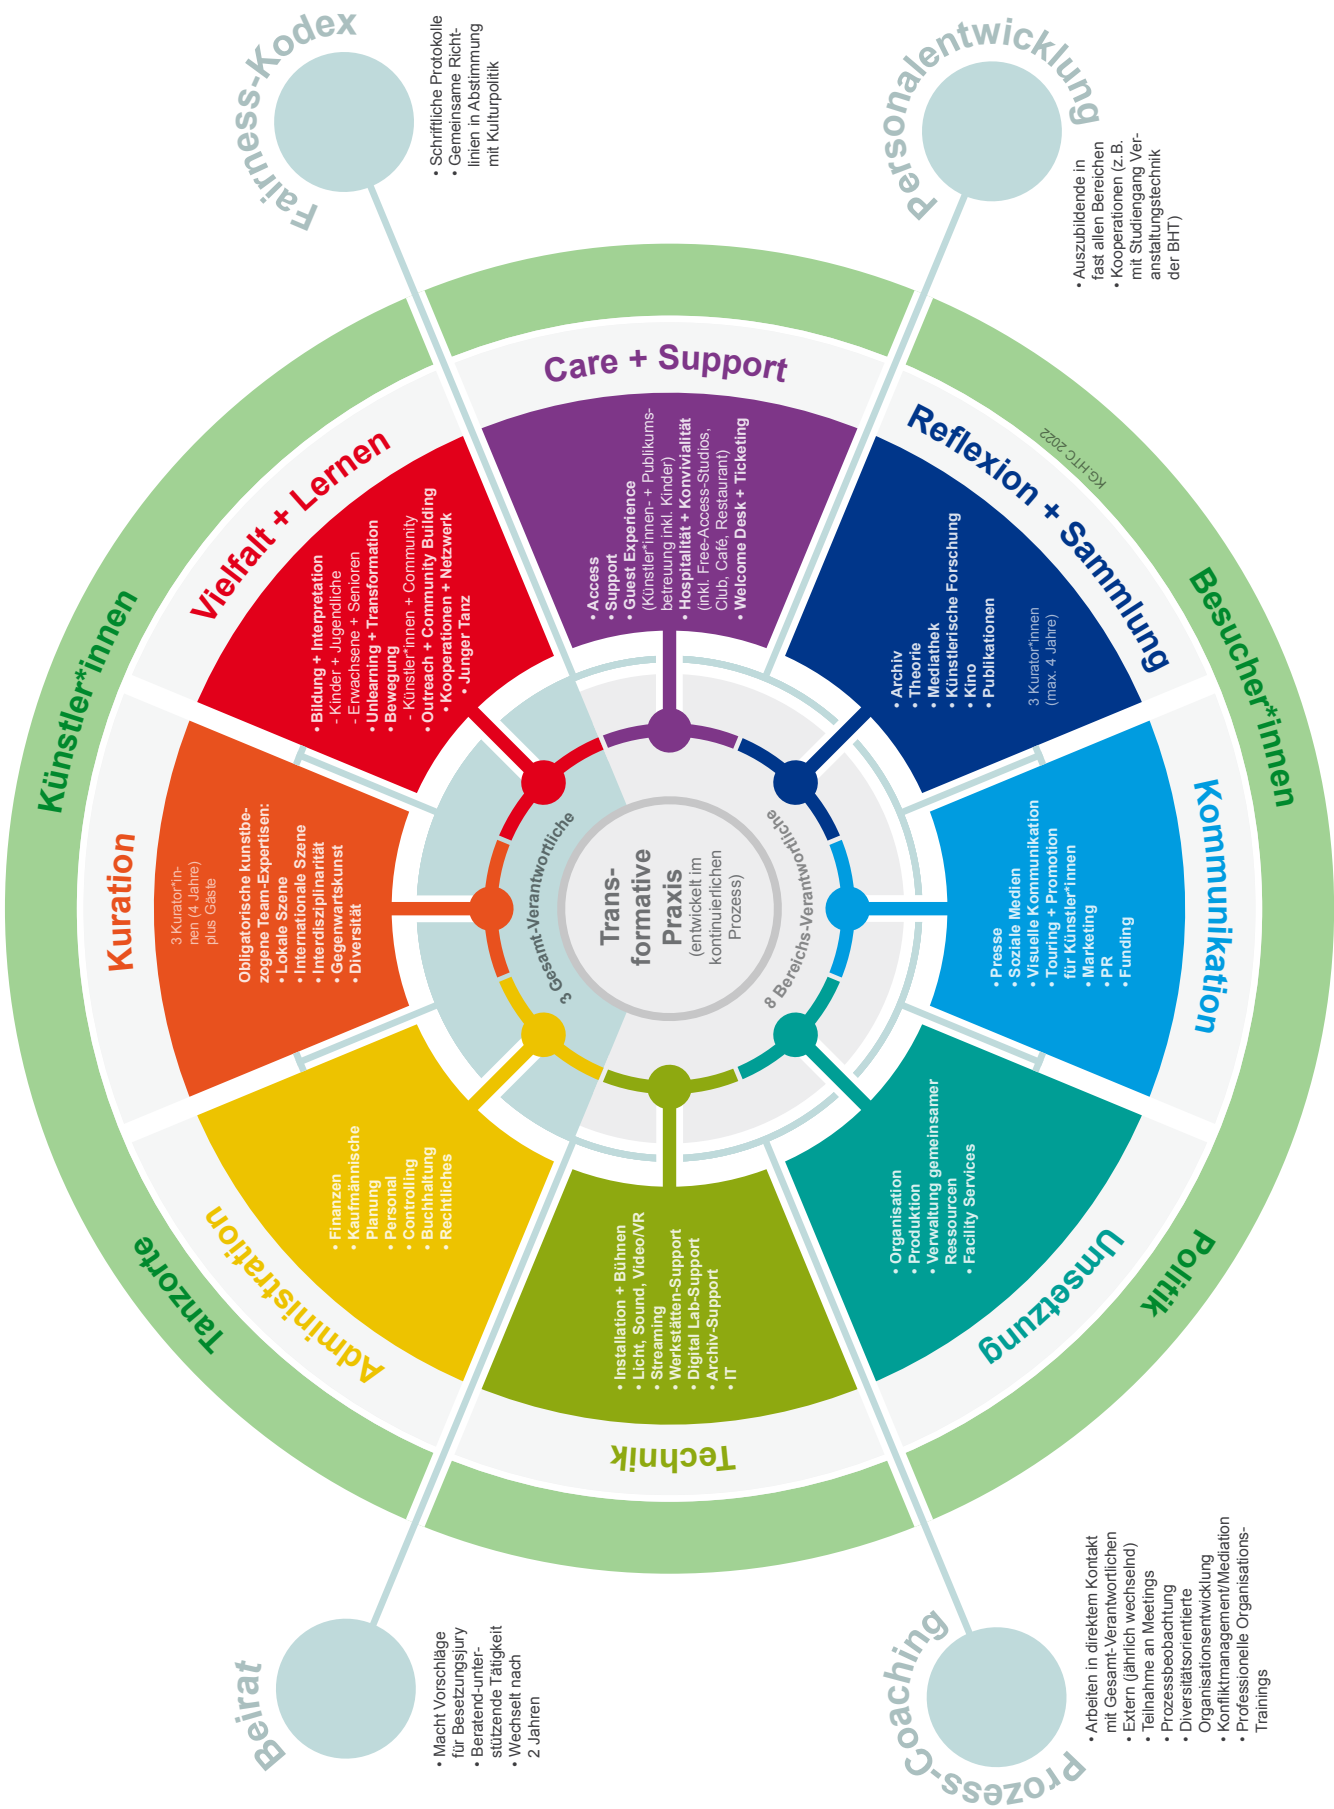 Beirat
• Macht Vorschläge
für Besetzungsjury
• Beratend-unter-
stützende Tätigkeit
• Wechselt nach
2 Jahren
Fairness-Kodex
• Schriftliche Protokolle
• Gemeinsame Richt-
linien in Abstimmung
mit Kulturpolitik
Tanzorte
Künstler*innen
Besucher*innen
Politik
Administration
• Finanzen
• Kaufmännische
Planung
• Personal
• Controlling
• Buchhaltung
• Rechtliches
Kuration
3 Kurator*in-
nen (4 Jahre)
plus Gäste
Obligatorische kunstbe-
zogene Team-Expertisen:
• Lokale Szene
• Internationale Szene
• Interdisziplinarität
• Gegenwartskunst
• Diversität
Vielfalt + Lernen
• Bildung + Interpretation
- Kinder + Jugendliche
- Erwachsene + Senioren
• Unlearning + Transformation
• Bewegung
- Künstler*innen + Community
• Outreach + Community Building
• Kooperationen + Netzwerk
• Junger Tanz
Care + Support
• Access
• Support
• Guest Experience
(Künstler*innen- + Publikums-
betreuung inkl. Kinder)
• Hospitalität + Konvivialität
(inkl. Free-Access-Studios,
Club, Café, Restaurant)
• Welcome Desk + Ticketing
3 Gesamt-Verantwortliche
Trans-
formative
Praxis
(entwickelt im
kontinuierlichen
Prozess)
8 Bereichs-Verantwortliche
Technik
• Installation + Bühnen
• Licht, Sound, Video/VR
• Streaming
• Werkstätten-Support
• Digital Lab-Support
• Archiv-Support
• IT
Umsetzung
• Organisation
• Produktion
• Verwaltung gemeinsamer
Ressourcen
• Facility Services
Kommunikation
• Presse
• Soziale Medien
• Visuelle Kommunikation
• Touring + Promotion
für Künstler*innen
• Marketing
• PR
• Funding
Reflexion + Sammlung
• Archiv
• Theorie
• Mediathek
• Künstlerische Forschung
• Kino
• Publikationen
3 Kurator*innen
(max. 4 Jahre)
KG,HTC 2022
Prozess-Coaching
• Arbeiten in direktem Kontakt
mit Gesamt-Verantwortlichen
• Extern (jährlich wechselnd)
• Teilnahme an Meetings
• Prozessbeobachtung
• Diversitätsorientierte
Organisationsentwicklung
• Konfliktmanagement/Mediation
• Professionelle Organisations-
Trainings
Personalentwicklung
• Auszubildende in
fast allen Bereichen
• Kooperationen (z.B.
mit Studiengang Ver-
anstaltungstechnik
der BHT)